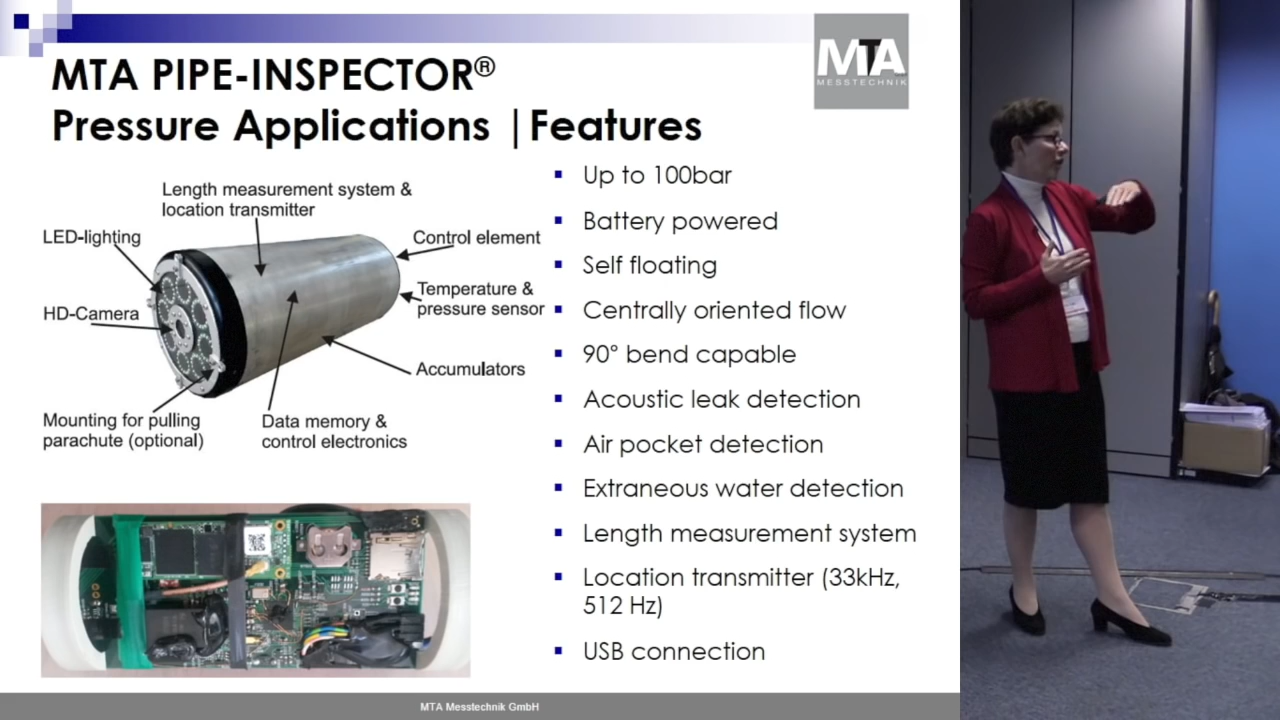 MTA PIPE-INSPECTOR®
Pressure Applications |Features
MTA
MESSTECHNIK
Length measurement system &
location transmitter
LED-lighting
Control element
HD-Camera
Temperature &
pressure sensor
Accumulators
Mounting for pulling
parachute (optional)
Data memory &
control electronics
▪ Up to 100bar
▪ Battery powered
▪ Self floating
▪ Centrally oriented flow
▪ 90° bend capable
▪ Acoustic leak detection
▪ Air pocket detection
▪ Extraneous water detection
▪ Length measurement system
▪ Location transmitter (33kHz,
512 Hz)
▪ USB connection
MTA Messtechnik GmbH